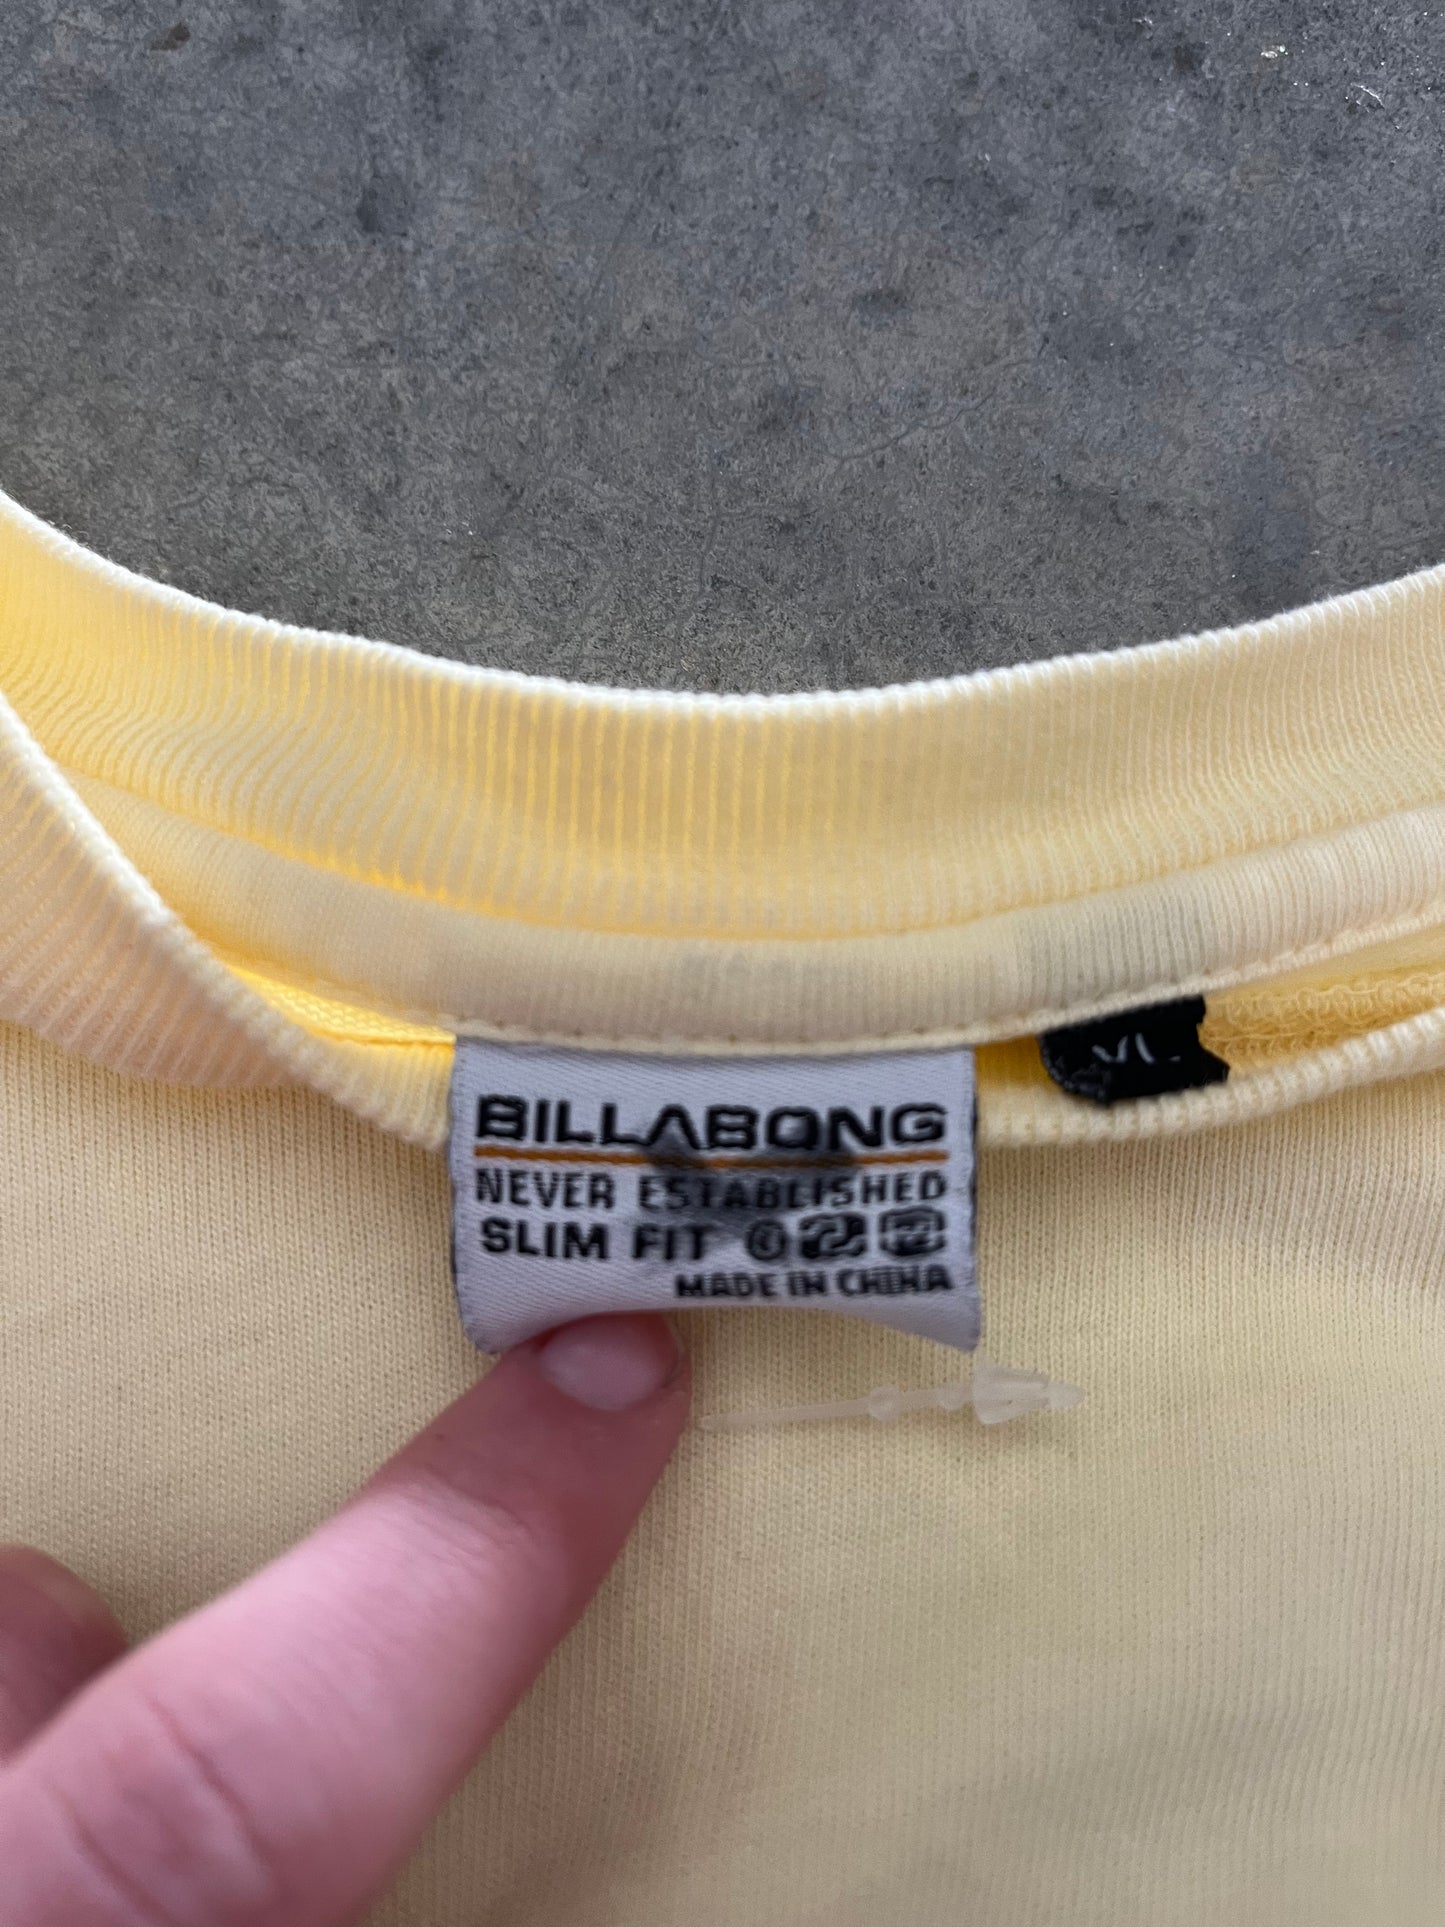 BILLABONG
NEVER ESTABLISHED
SLIM FIT
MADE IN CHINA